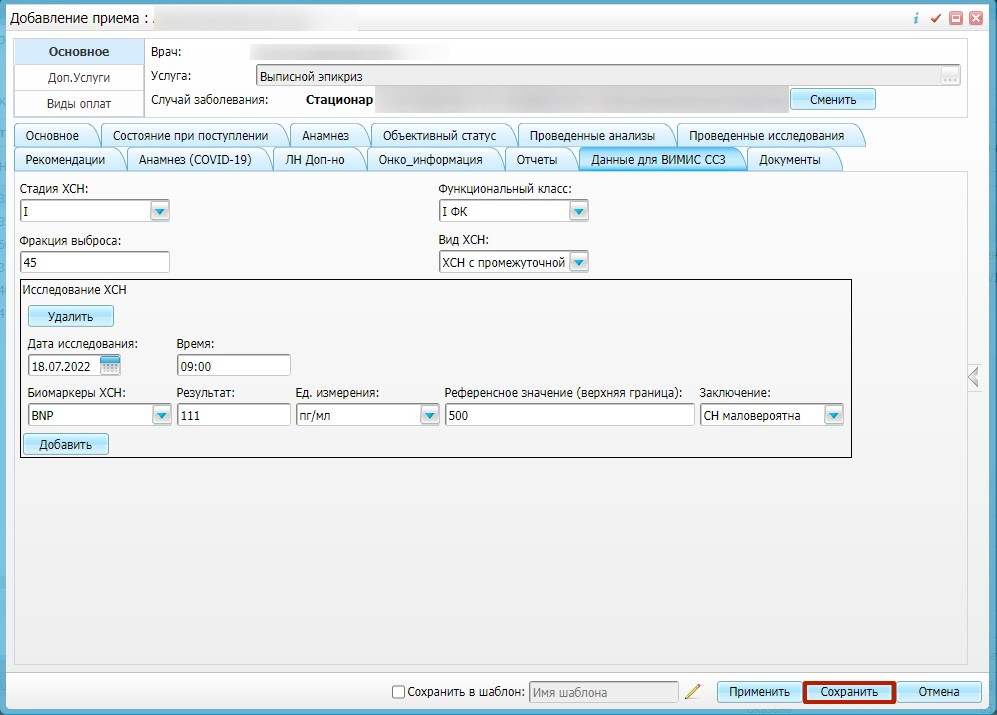 Добавление приема :
Основное
Доп.Услуги
Виды оплат
Врач:
Услуга: Выписной эпикриз ...
Случай заболевания: Стационар Сменить
Основное Состояние при поступлении Анамнез Объективный статус Проведенные анализы Проведенные исследования
Рекомендации Анамнез (COVID-19) ЛН Доп-но Онко_информация Отчеты Данные для ВИМИС ССЗ Документы
Стадия ХСН: Функциональный класс:
I I ФК
Фракция выброса: Вид ХСН:
45 ХСН с промежуточной
Исследование ХСН
Удалить
Дата исследования: Время:
18.07.2022 09:00
Биомаркеры ХСН: Результат: Ед. измерения: Референсное значение (верхняя граница): Заключение:
BNP 111 пг/мл 500 СН маловероятна
Добавить
Сохранить в шаблон: Имя шаблона Применить Сохранить Отмена